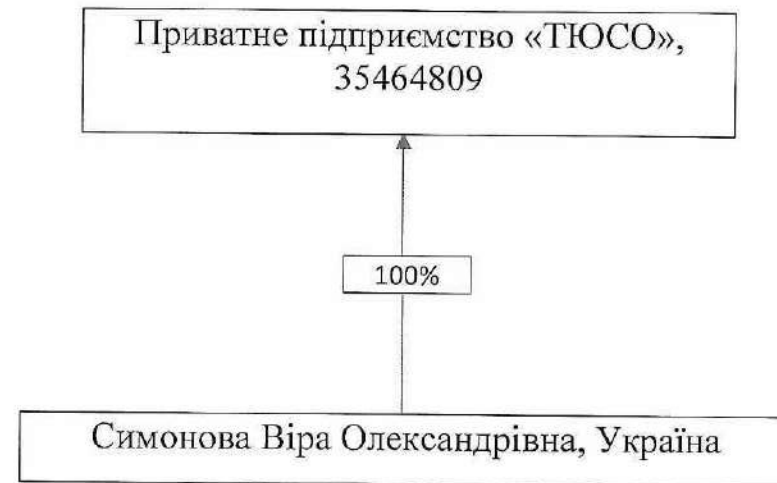 Приватне підприємство «ТЮСО»,
35464809
100%
Симонова Віра Олександрівна, Україна